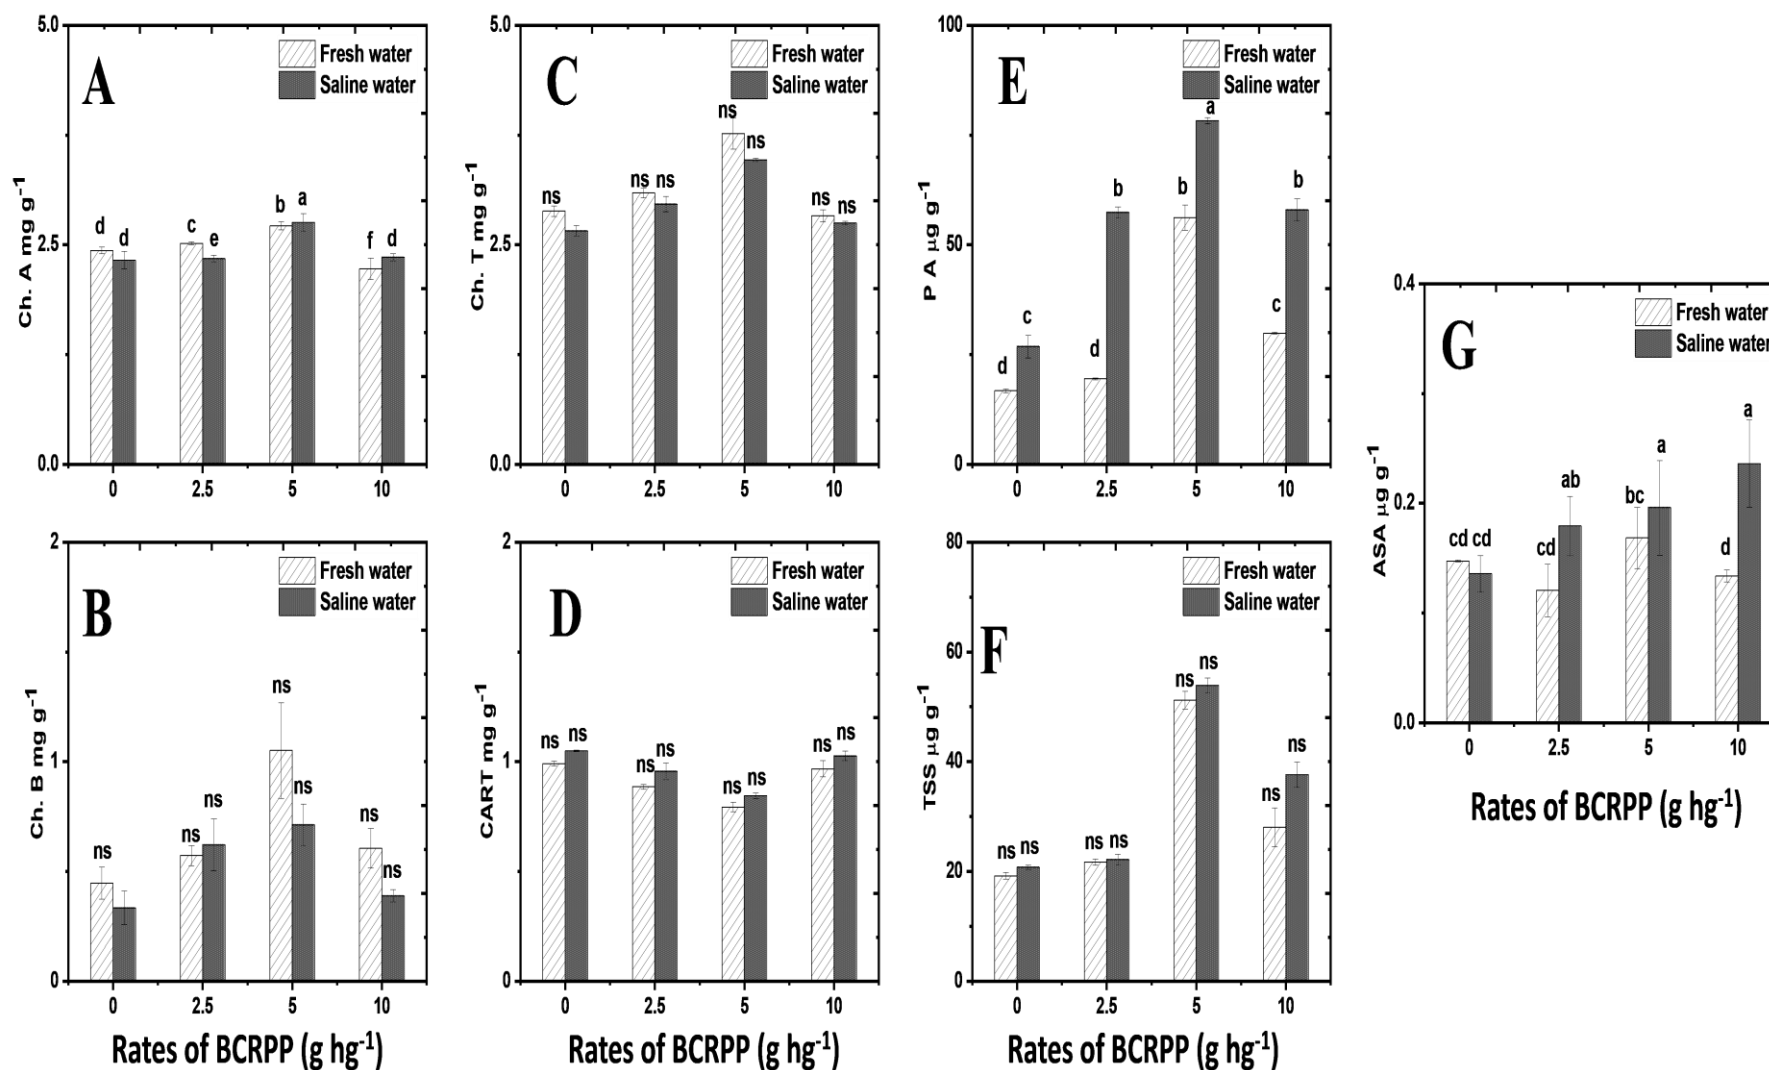 A
Fresh water
Saline water
Ch. A mg g⁻¹
5.0
2.5
0.0
d d c e b a f d
0 2.5 5 10
C
Fresh water
Saline water
Ch. T mg g⁻¹
5.0
2.5
0.0
ns ns ns ns ns ns ns
0 2.5 5 10
E
Fresh water
Saline water
P A μg g⁻¹
100
50
0
d c d b b a c b
0 2.5 5 10
B
Fresh water
Saline water
Ch. B mg g⁻¹
2
1
0
ns ns ns ns ns ns ns
0 2.5 5 10
Rates of BCRPP (g hg⁻¹)
D
Fresh water
Saline water
CART mg g⁻¹
2
1
0
ns ns ns ns ns ns ns ns
0 2.5 5 10
Rates of BCRPP (g hg⁻¹)
F
Fresh water
Saline water
TSS μg g⁻¹
80
60
40
20
0
ns ns ns ns ns ns ns ns
0 2.5 5 10
Rates of BCRPP (g hg⁻¹)
G
Fresh water
Saline water
ASA μg g⁻¹
0.4
0.2
0.0
cd cd cd ab bc a d a
0 2.5 5 10
Rates of BCRPP (g hg⁻¹)